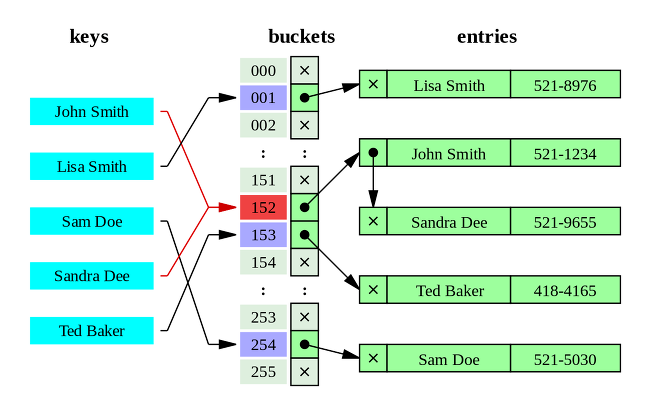 keys
buckets
entries
John Smith
Lisa Smith
Sam Doe
Sandra Dee
Ted Baker
000 ×
001
002 ×
: :
151 ×
152
153
154 ×
: :
253 ×
254
255 ×
× Lisa Smith 521-8976
John Smith 521-1234
× Sandra Dee 521-9655
× Ted Baker 418-4165
× Sam Doe 521-5030